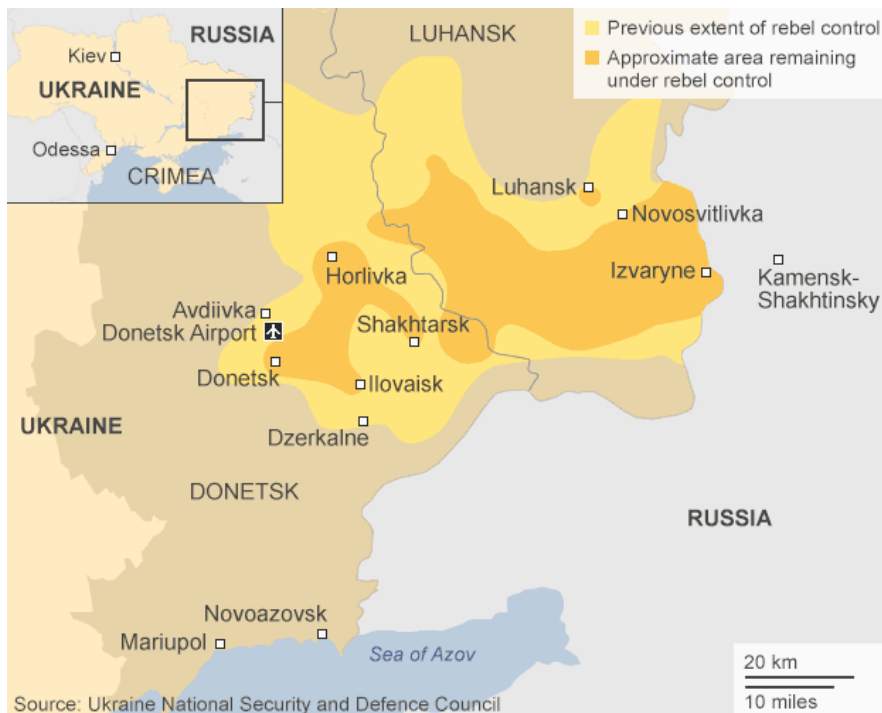 RUSSIA
Kiev
UKRAINE
Odessa
CRIMEA
LUHANSK
Previous extent of rebel control
Approximate area remaining
under rebel control
Luhansk
Novosvitlivka
Horlivka
Izvaryne
Kamensk-
Shakhtinsky
Avdiivka
Donetsk Airport
Shakhtarsk
Donetsk
Ilovaisk
UKRAINE
Dzerkalne
DONETSK
RUSSIA
Novoazovsk
Mariupol
Sea of Azov
20 km
10 miles
Source: Ukraine National Security and Defence Council